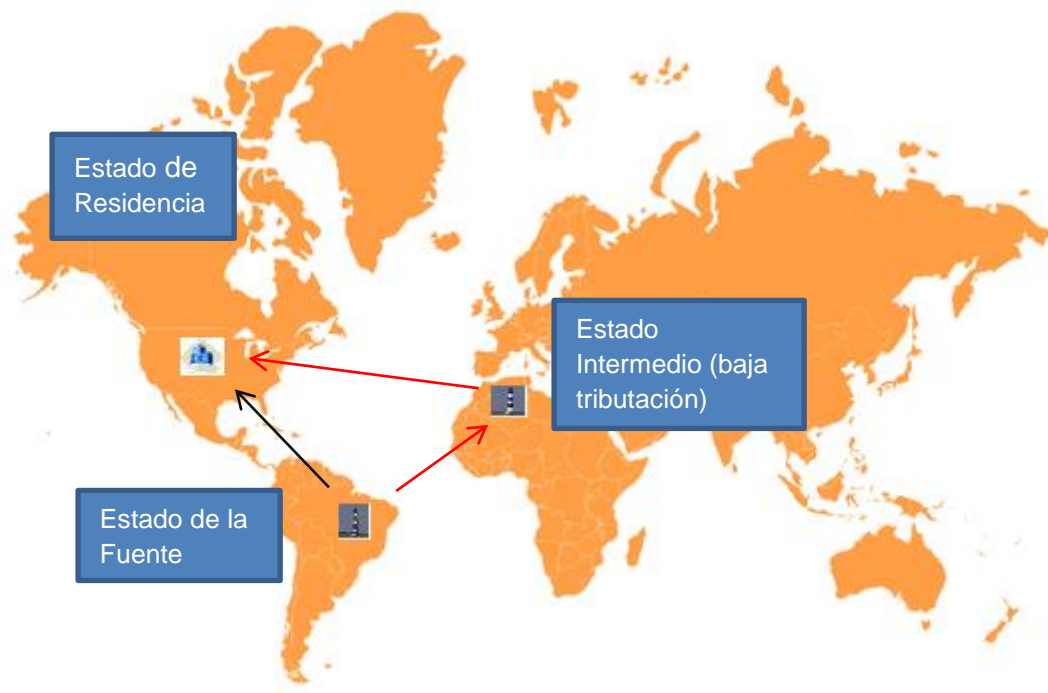 Estado de
Residencia
Estado
Intermedio (baja
tributación)
Estado de la
Fuente